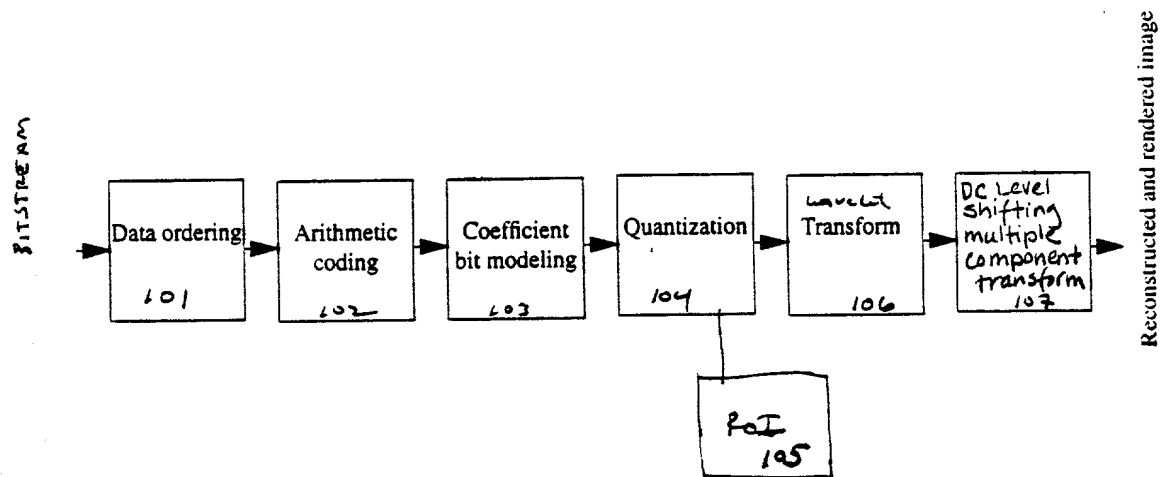 BITSTREAM
Data ordering
101
Arithmetic
coding
102
Coefficient
bit modeling
103
Quantization
104
wavelet
Transform
106
DC Level
shifting
multiple
component
transform
107
Reconstructed and rendered image
RoI
105